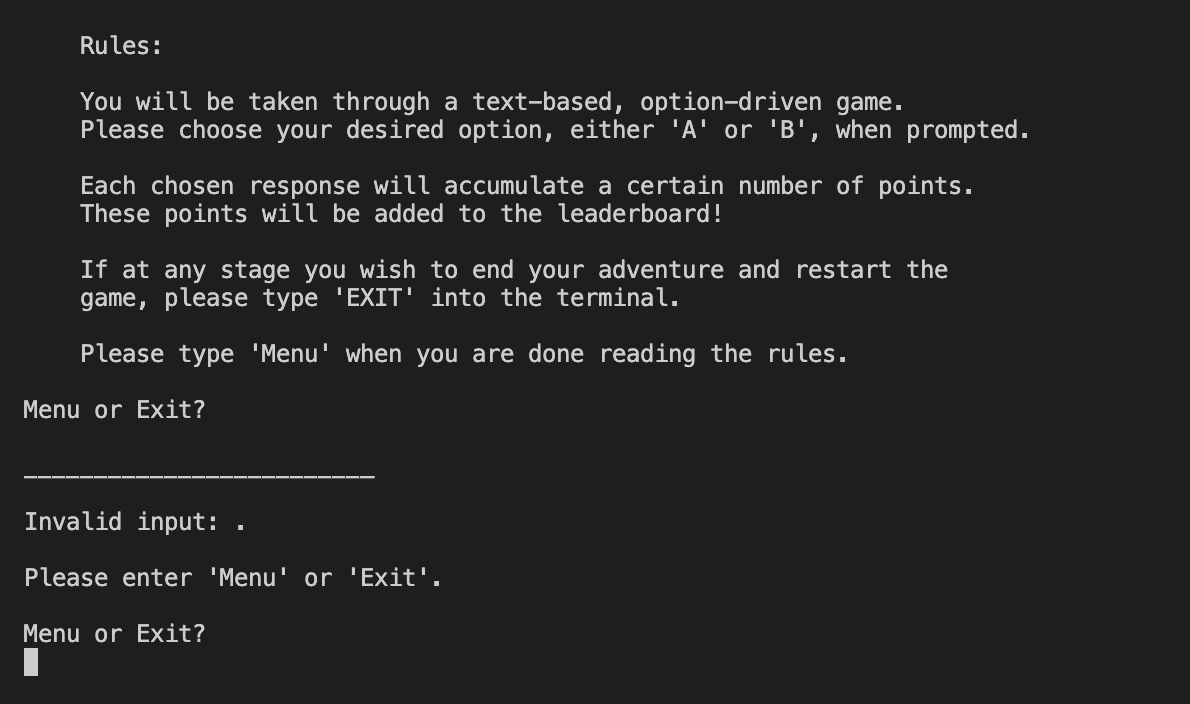 Rules:
You will be taken through a text-based, option-driven game.
Please choose your desired option, either 'A' or 'B', when prompted.
Each chosen response will accumulate a certain number of points.
These points will be added to the leaderboard!
If at any stage you wish to end your adventure and restart the
game, please type 'EXIT' into the terminal.
Please type 'Menu' when you are done reading the rules.
Menu or Exit?
_________________________
Invalid input: .
Please enter 'Menu' or 'Exit'.
Menu or Exit?